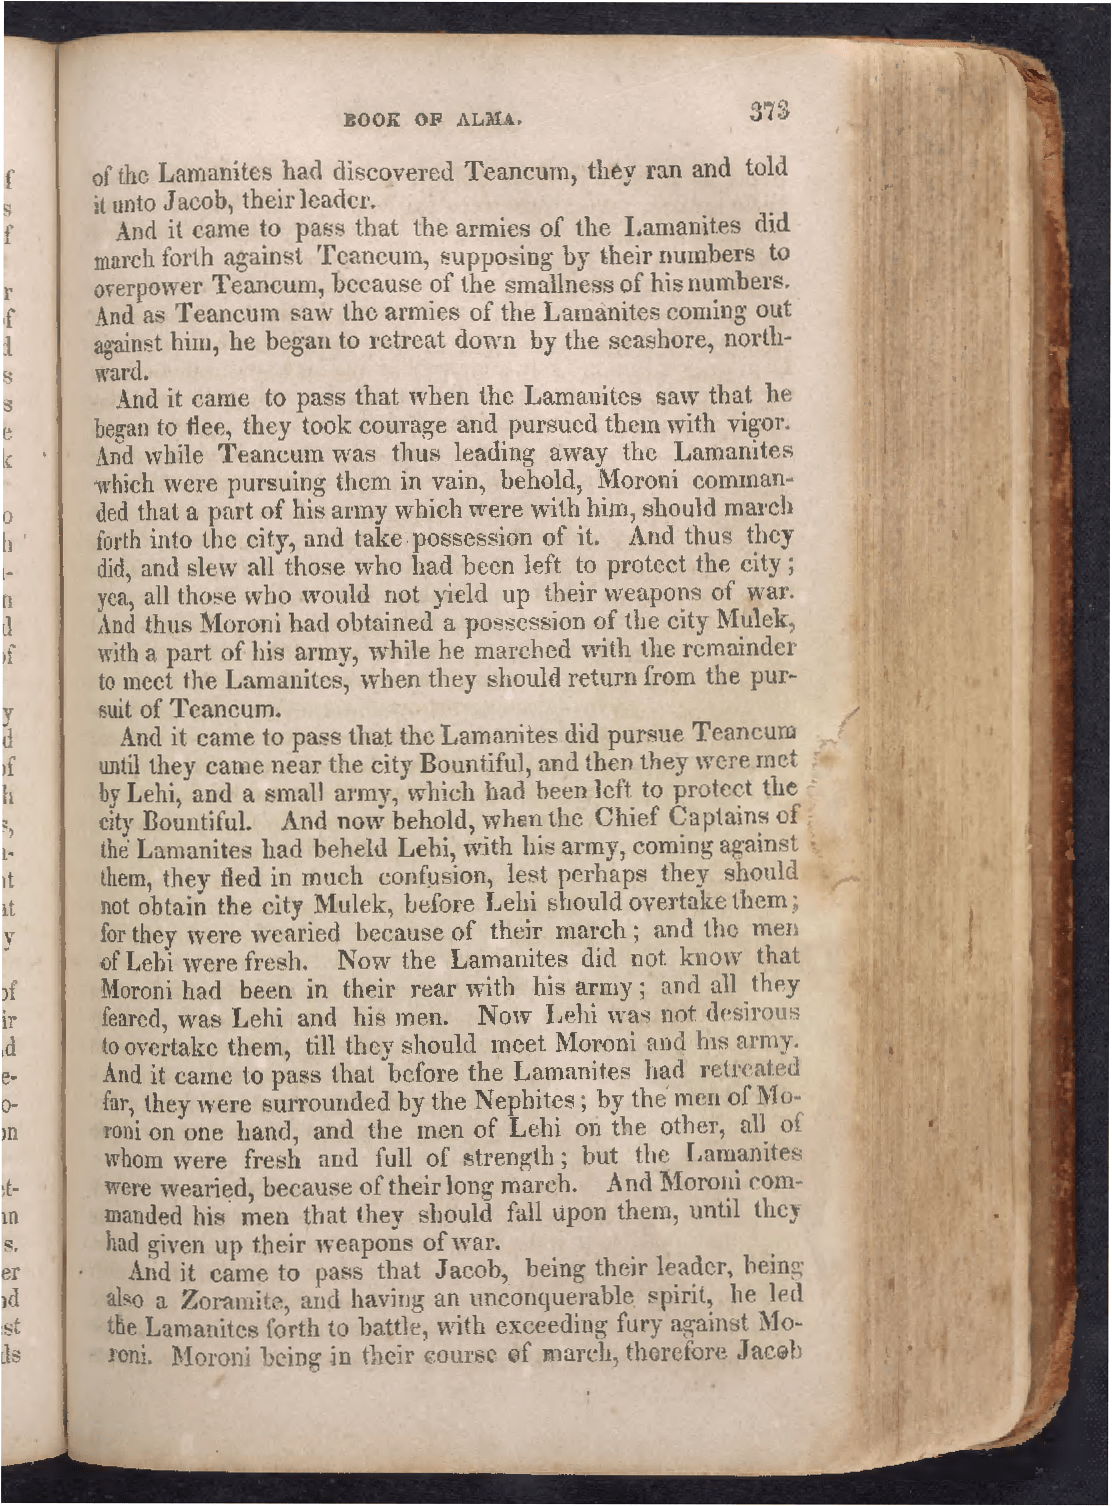 BOOK OF ALMA. 373
of the Lamanites had discovered Teancum, they ran and told
it unto Jacob, their leader.
And it came to pass that the armies of the Lamanites did
march forth against Teancum, supposing by their numbers to
overpower Teancum, because of the smallness of his numbers.
And as Teancum saw the armies of the Lamanites coming out
against him, he began to retreat down by the seashore, north-
ward.
And it came to pass that when the Lamanites saw that he
began to flee, they took courage and pursued them with vigor.
And while Teancum was thus leading away the Lamanites
which were pursuing them in vain, behold, Moroni comman-
ded that a part of his army which were with him, should march
forth into the city, and take possession of it. And thus they
did, and slew all those who had been left to protect the city;
yea, all those who would not yield up their weapons of war.
And thus Moroni had obtained a possession of the city Mulek,
with a part of his army, while he marched with the remainder
to meet the Lamanites, when they should return from the pur-
suit of Teancum.
And it came to pass that the Lamanites did pursue Teancum
until they came near the city Bountiful, and then they were met
by Lehi, and a small army, which had been left to protect the
city Bountiful. And now behold, when the Chief Captains of
the Lamanites had beheld Lehi, with his army, coming against
them, they fled in much confusion, lest perhaps they should
not obtain the city Mulek, before Lehi should overtake them;
for they were wearied because of their march; and the men
of Lehi were fresh. Now the Lamanites did not know that
Moroni had been in their rear with his army; and all they
feared, was Lehi and his men. Now Lehi was not desirous
to overtake them, till they should meet Moroni and his army.
And it came to pass that before the Lamanites had retreated
far, they were surrounded by the Nephites; by the men of Mo-
roni on one hand, and the men of Lehi on the other, all of
whom were fresh and full of strength; but the Lamanites
were wearied, because of their long march. And Moroni com-
manded his men that they should fall upon them, until they
had given up their weapons of war.
And it came to pass that Jacob, being their leader, being
also a Zoramite, and having an unconquerable spirit, he led
the Lamanites forth to battle, with exceeding fury against Mo-
roni. Moroni being in their course of march, therefore Jacob